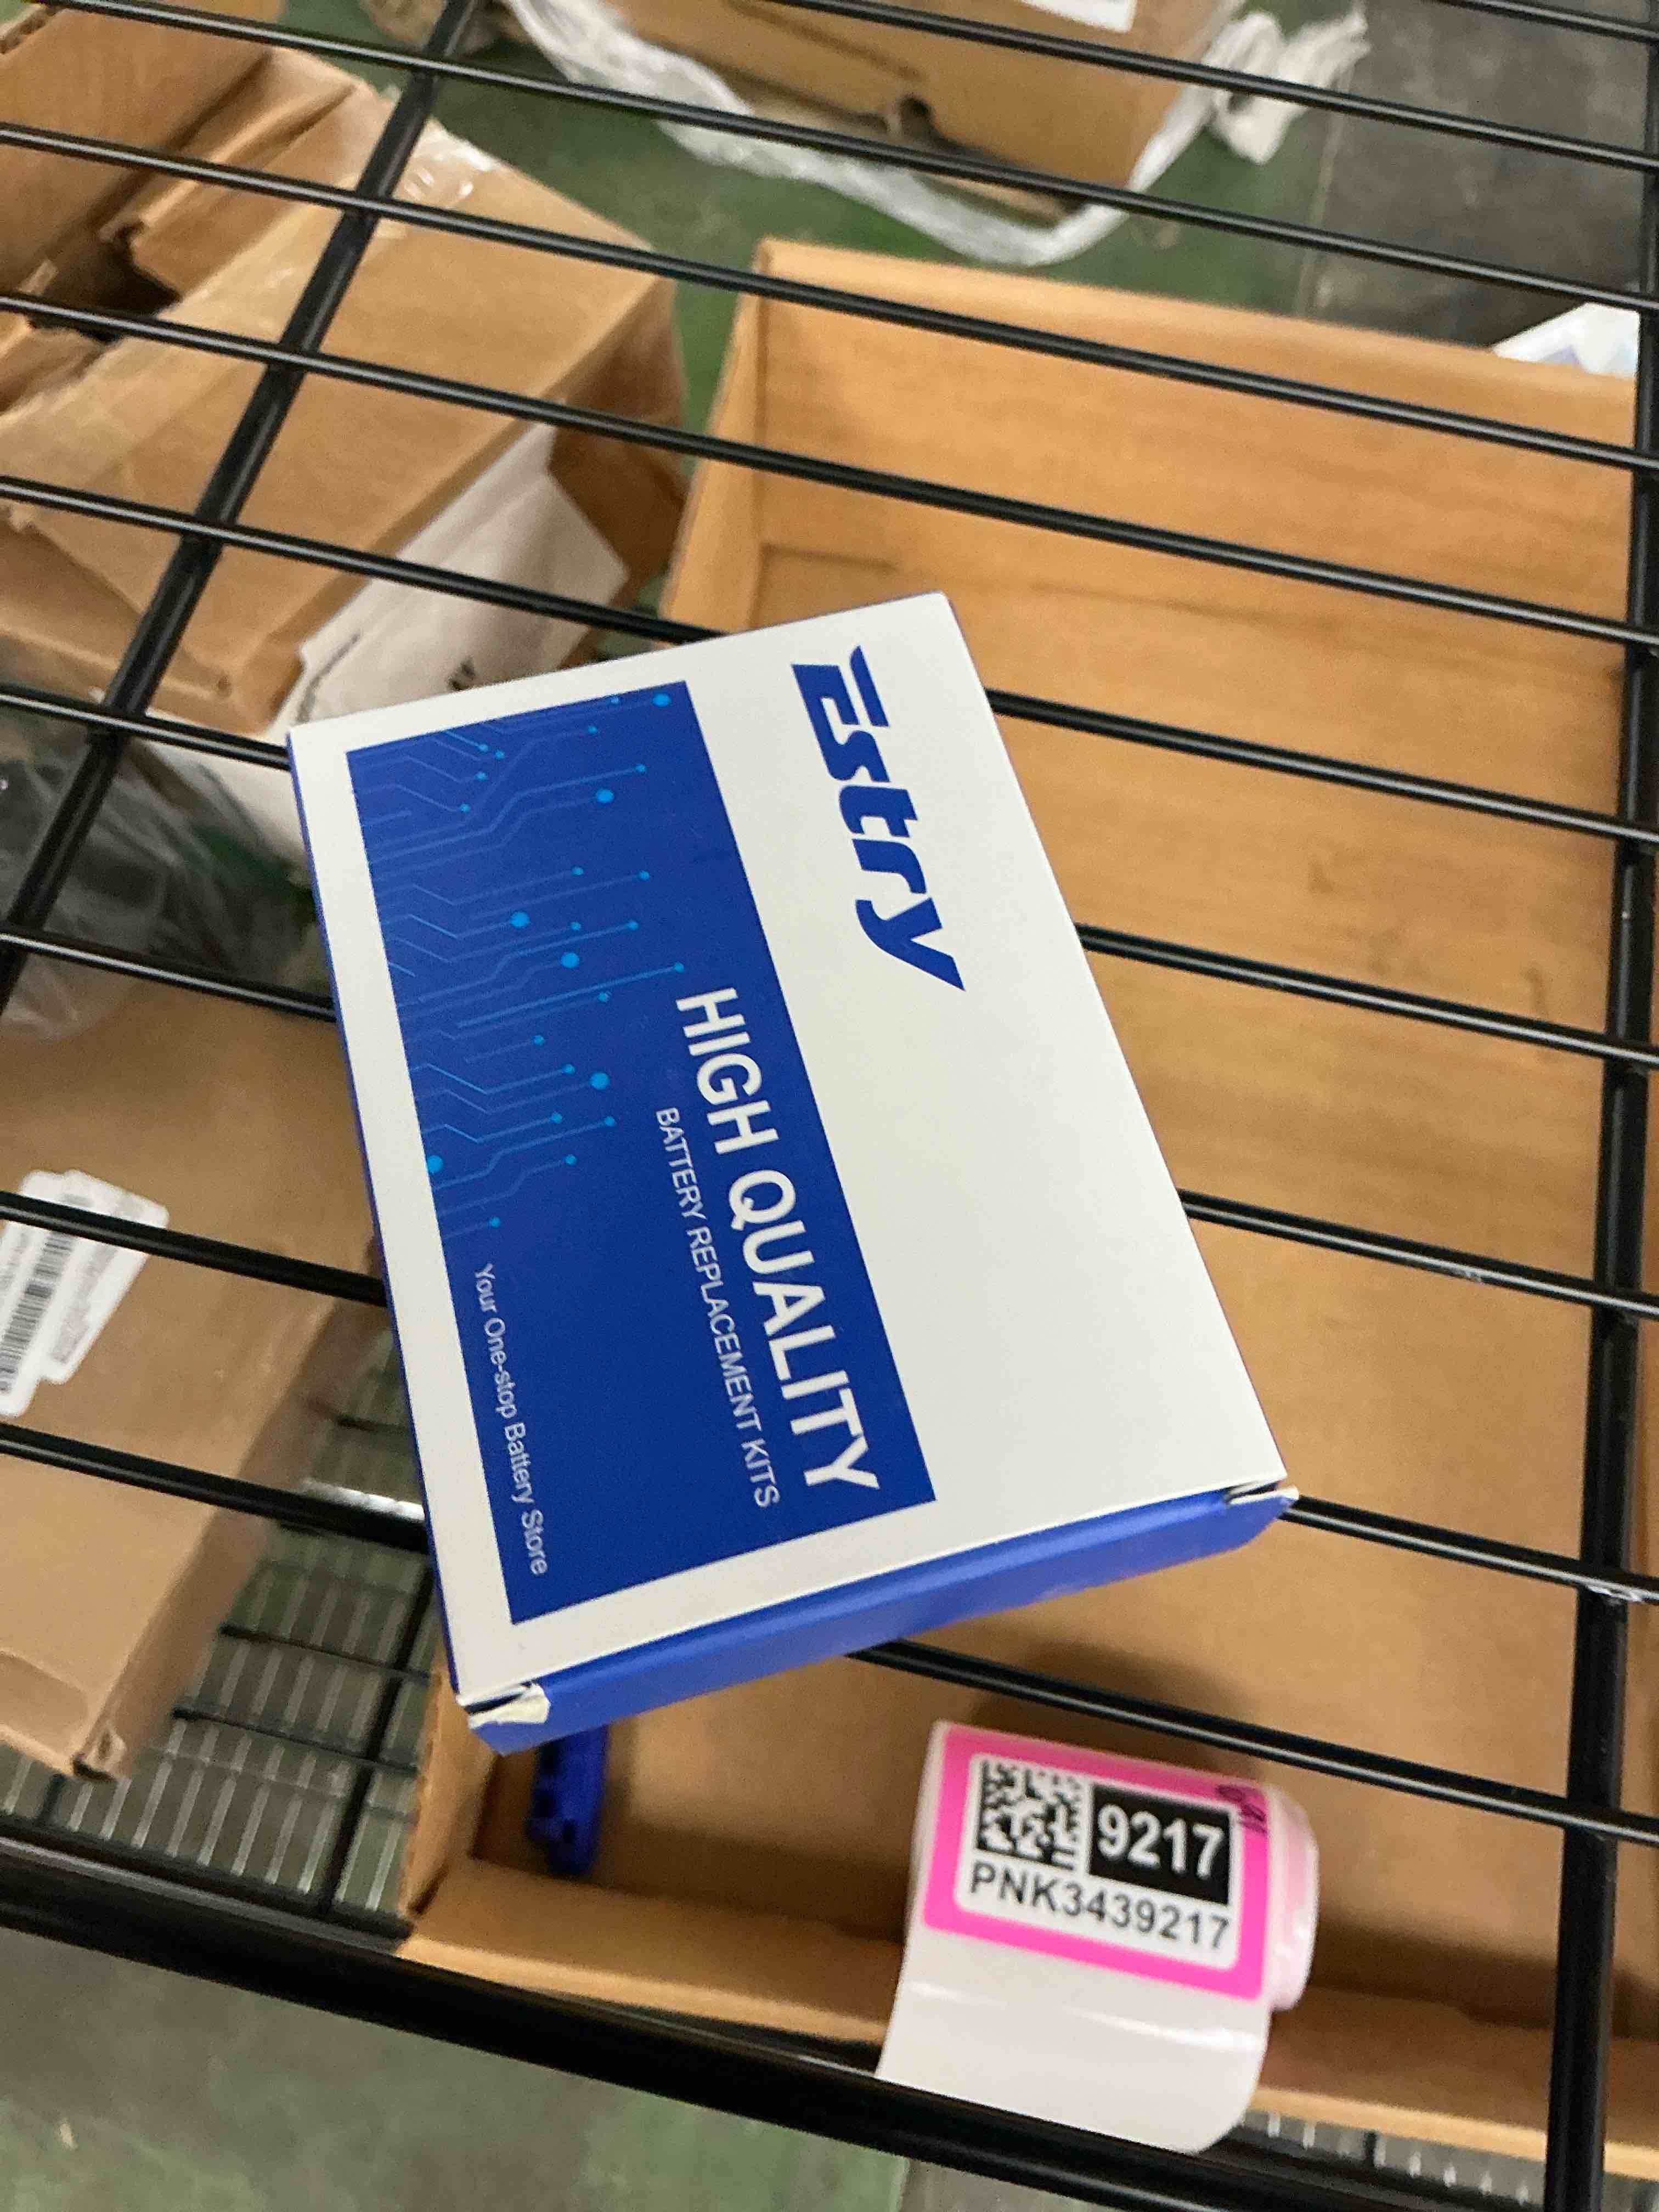 Estry
HIGH QUALITY
BATTERY REPLACEMENT KITS
Your One-stop Battery Store
9217
PNK3439217